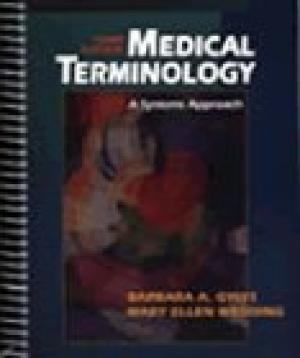 MEDICAL
TERMINOLOGY
A Systems Approach
BARBARA A. GYLYS
MARY ELLEN WEDDING